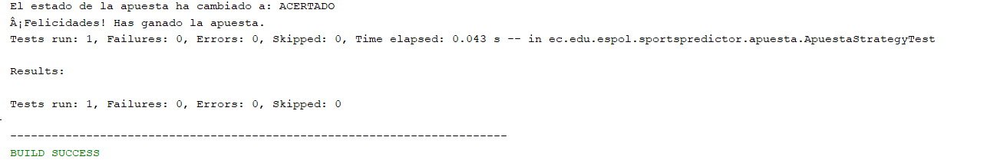 El estado de la apuesta ha cambiado a: ACERTADO
Â¡Felicidades! Has ganado la apuesta.
Tests run: 1, Failures: 0, Errors: 0, Skipped: 0, Time elapsed: 0.043 s -- in ec.edu.espol.sportspredictor.apuesta.ApuestaStrategyTest
Results:
Tests run: 1, Failures: 0, Errors: 0, Skipped: 0
------------------------------------------------------------------------
BUILD SUCCESS